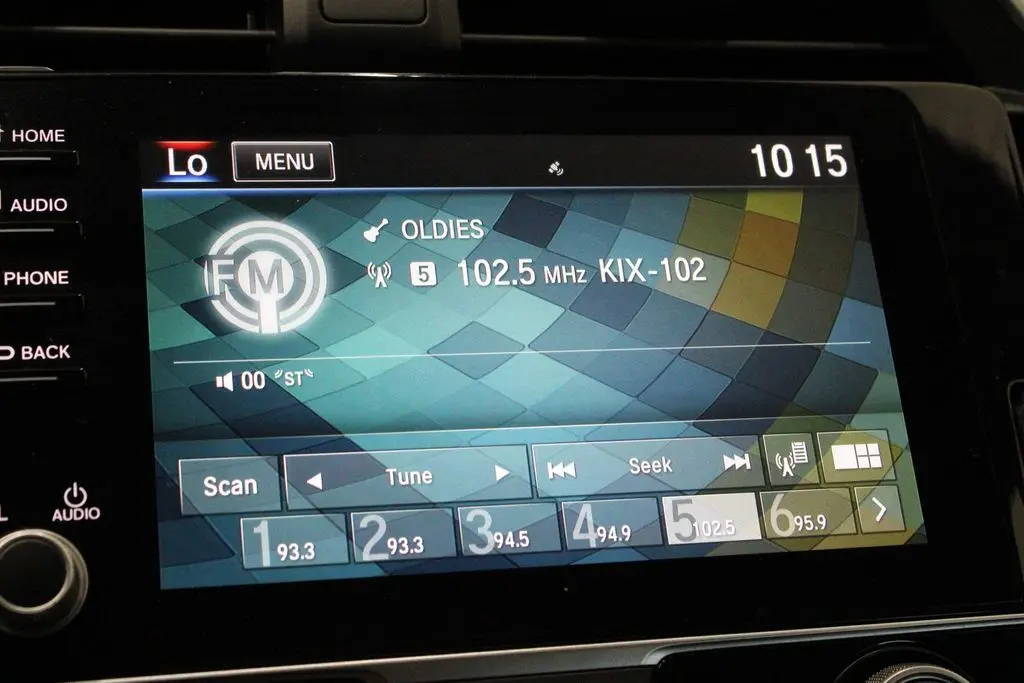 HOME
AUDIO
PHONE
BACK
AUDIO
Lo MENU 10 15
FM
OLDIES
5 102.5 MHz KIX-102
00 "ST"
Scan Tune Seek
1 93.3 2 93.3 3 94.5 4 94.9 5 102.5 6 95.9